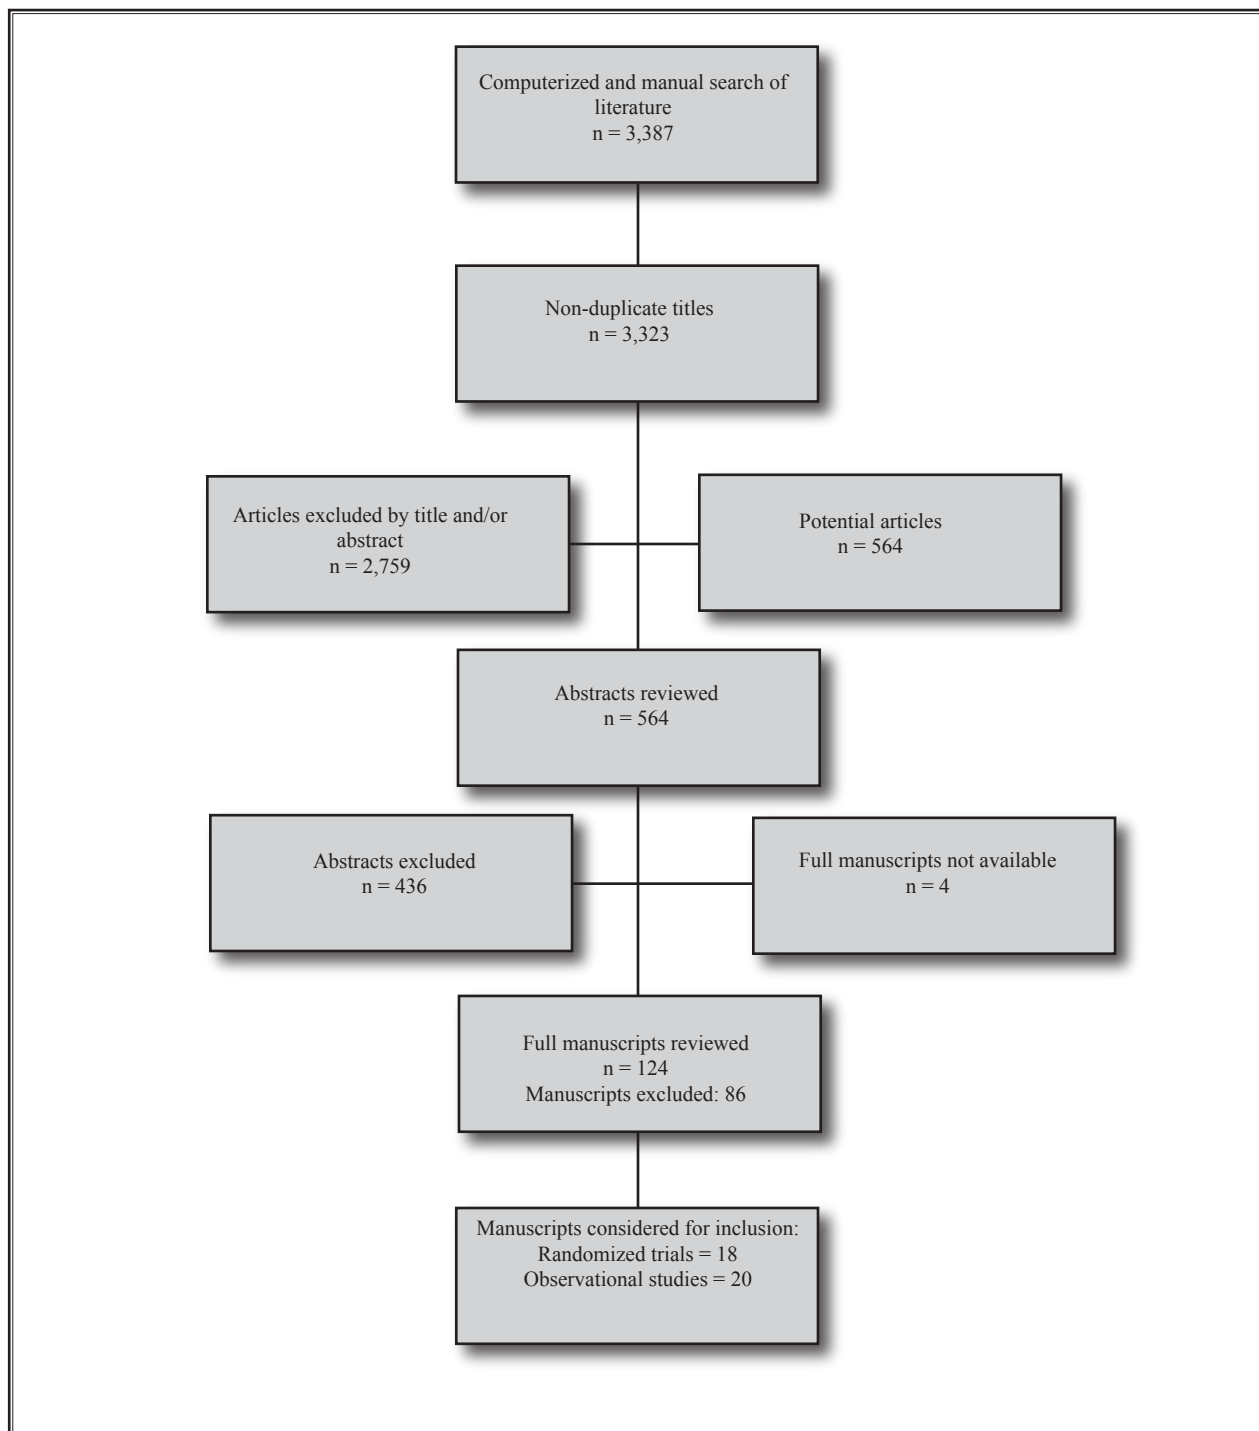 Computerized and manual search of
literature
n = 3,387
Non-duplicate titles
n = 3,323
Articles excluded by title and/or
abstract
n = 2,759
Potential articles
n = 564
Abstracts reviewed
n = 564
Abstracts excluded
n = 436
Full manuscripts not available
n = 4
Full manuscripts reviewed
n = 124
Manuscripts excluded: 86
Manuscripts considered for inclusion:
Randomized trials = 18
Observational studies = 20